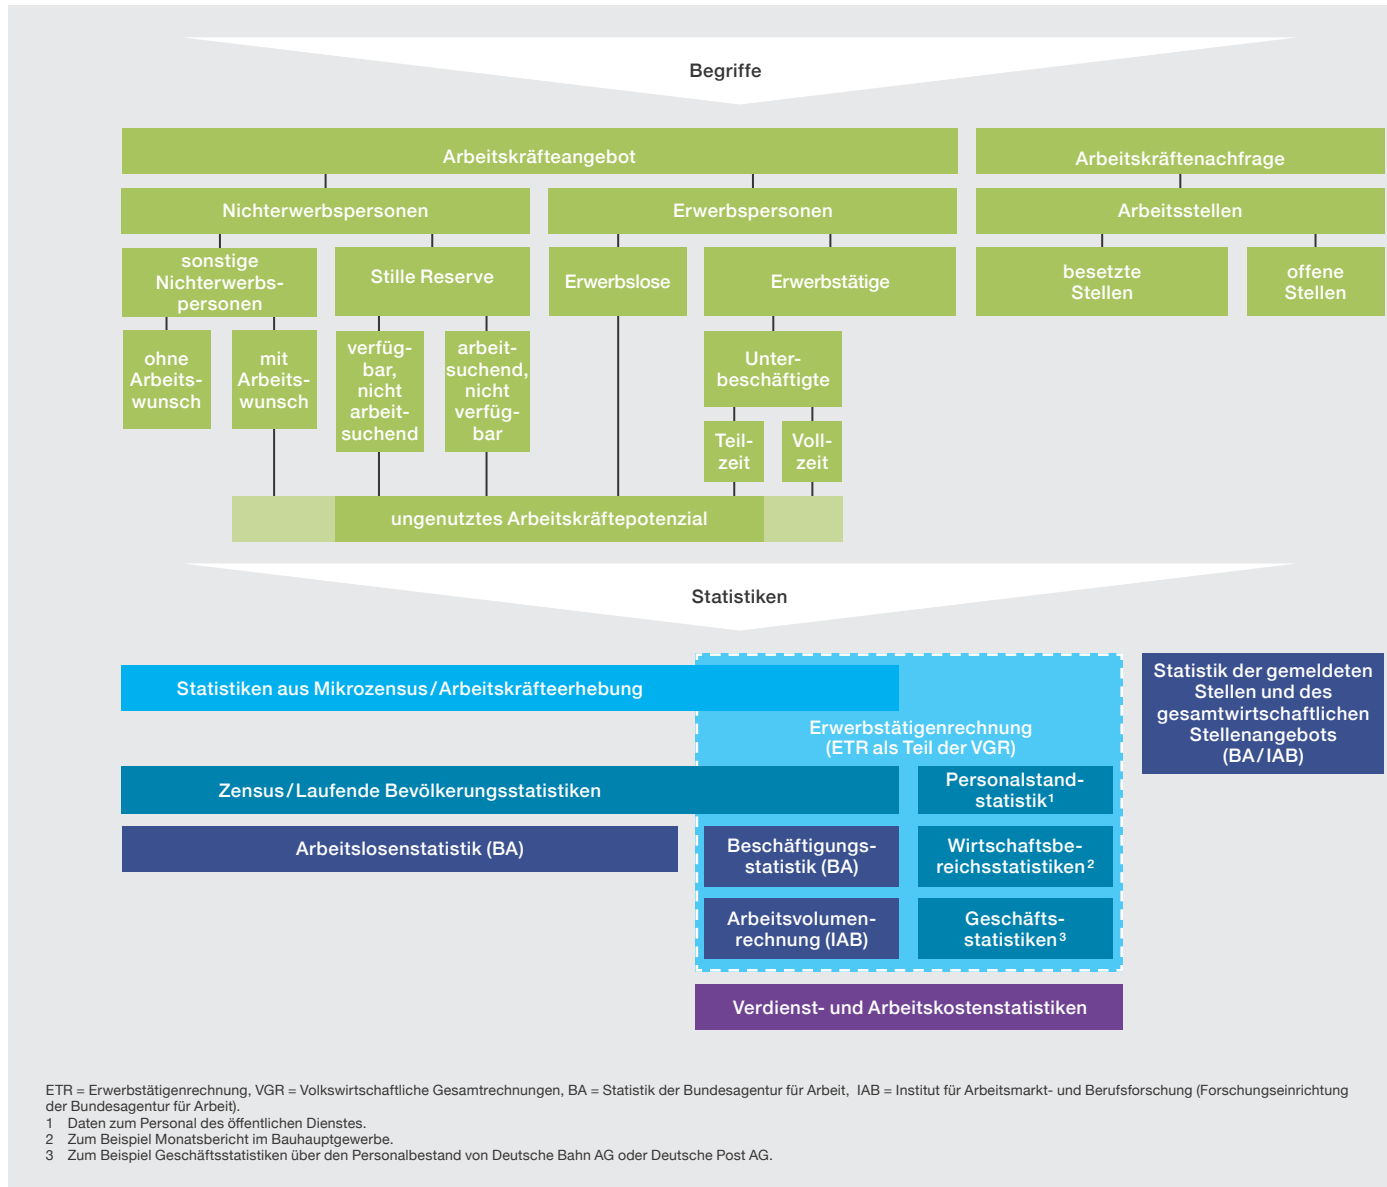 Begriffe
Arbeitskräfteangebot
Arbeitskräftenachfrage
Nichterwerbspersonen
Erwerbspersonen
Arbeitsstellen
sonstige
Nichterwerbs-
personen
Stille Reserve
Erwerbslose
Erwerbstätige
besetzte
Stellen
offene
Stellen
ohne
Arbeits-
wunsch
mit
Arbeits-
wunsch
verfüg-
bar,
nicht
arbeit-
suchend
arbeit-
suchend,
nicht
verfüg-
bar
Unter-
beschäftigte
Teil-
zeit
Voll-
zeit
ungenutztes Arbeitskräftepotenzial
Statistiken
Statistiken aus Mikrozensus / Arbeitskräfteerhebung
Erwerbstätigenrechnung
(ETR als Teil der VGR)
Statistik der gemeldeten
Stellen und des
gesamtwirtschaftlichen
Stellenangebots
(BA / IAB)
Zensus / Laufende Bevölkerungsstatistiken
Personalstand-
statistik ¹
Arbeitslosenstatistik (BA)
Beschäftigungs-
statistik (BA)
Wirtschaftsbe-
reichsstatistiken ²
Arbeitsvolumen-
rechnung (IAB)
Geschäfts-
statistiken ³
Verdienst- und Arbeitskostenstatistiken
ETR = Erwerbstätigenrechnung, VGR = Volkswirtschaftliche Gesamtrechnungen, BA = Statistik der Bundesagentur für Arbeit, IAB = Institut für Arbeitsmarkt- und Berufsforschung (Forschungseinrichtung
der Bundesagentur für Arbeit).
1 Daten zum Personal des öffentlichen Dienstes.
2 Zum Beispiel Monatsbericht im Bauhauptgewerbe.
3 Zum Beispiel Geschäftsstatistiken über den Personalbestand von Deutsche Bahn AG oder Deutsche Post AG.